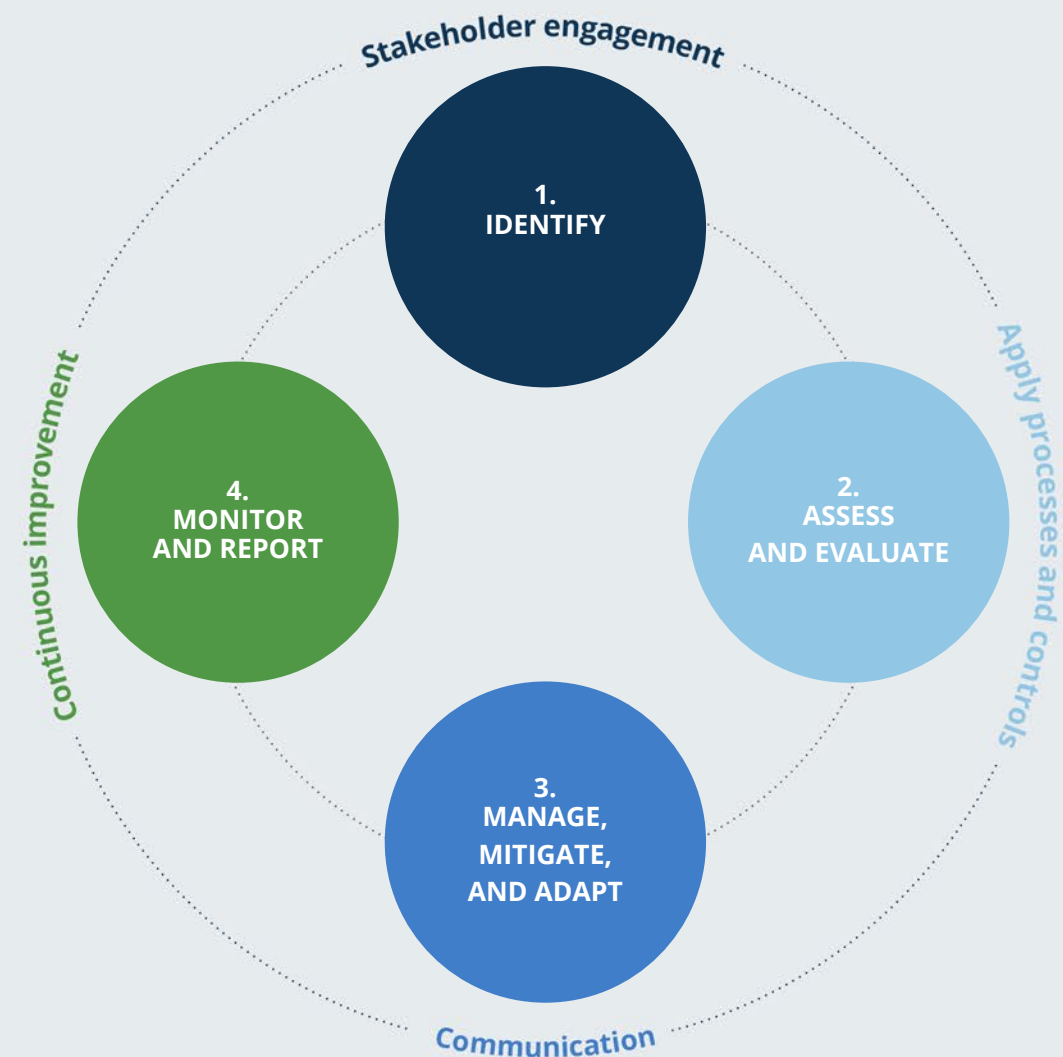 Stakeholder engagement
1.
IDENTIFY
Apply processes and controls
2.
ASSESS
AND EVALUATE
3.
MANAGE,
MITIGATE,
AND ADAPT
Communication
4.
MONITOR
AND REPORT
Continuous improvement